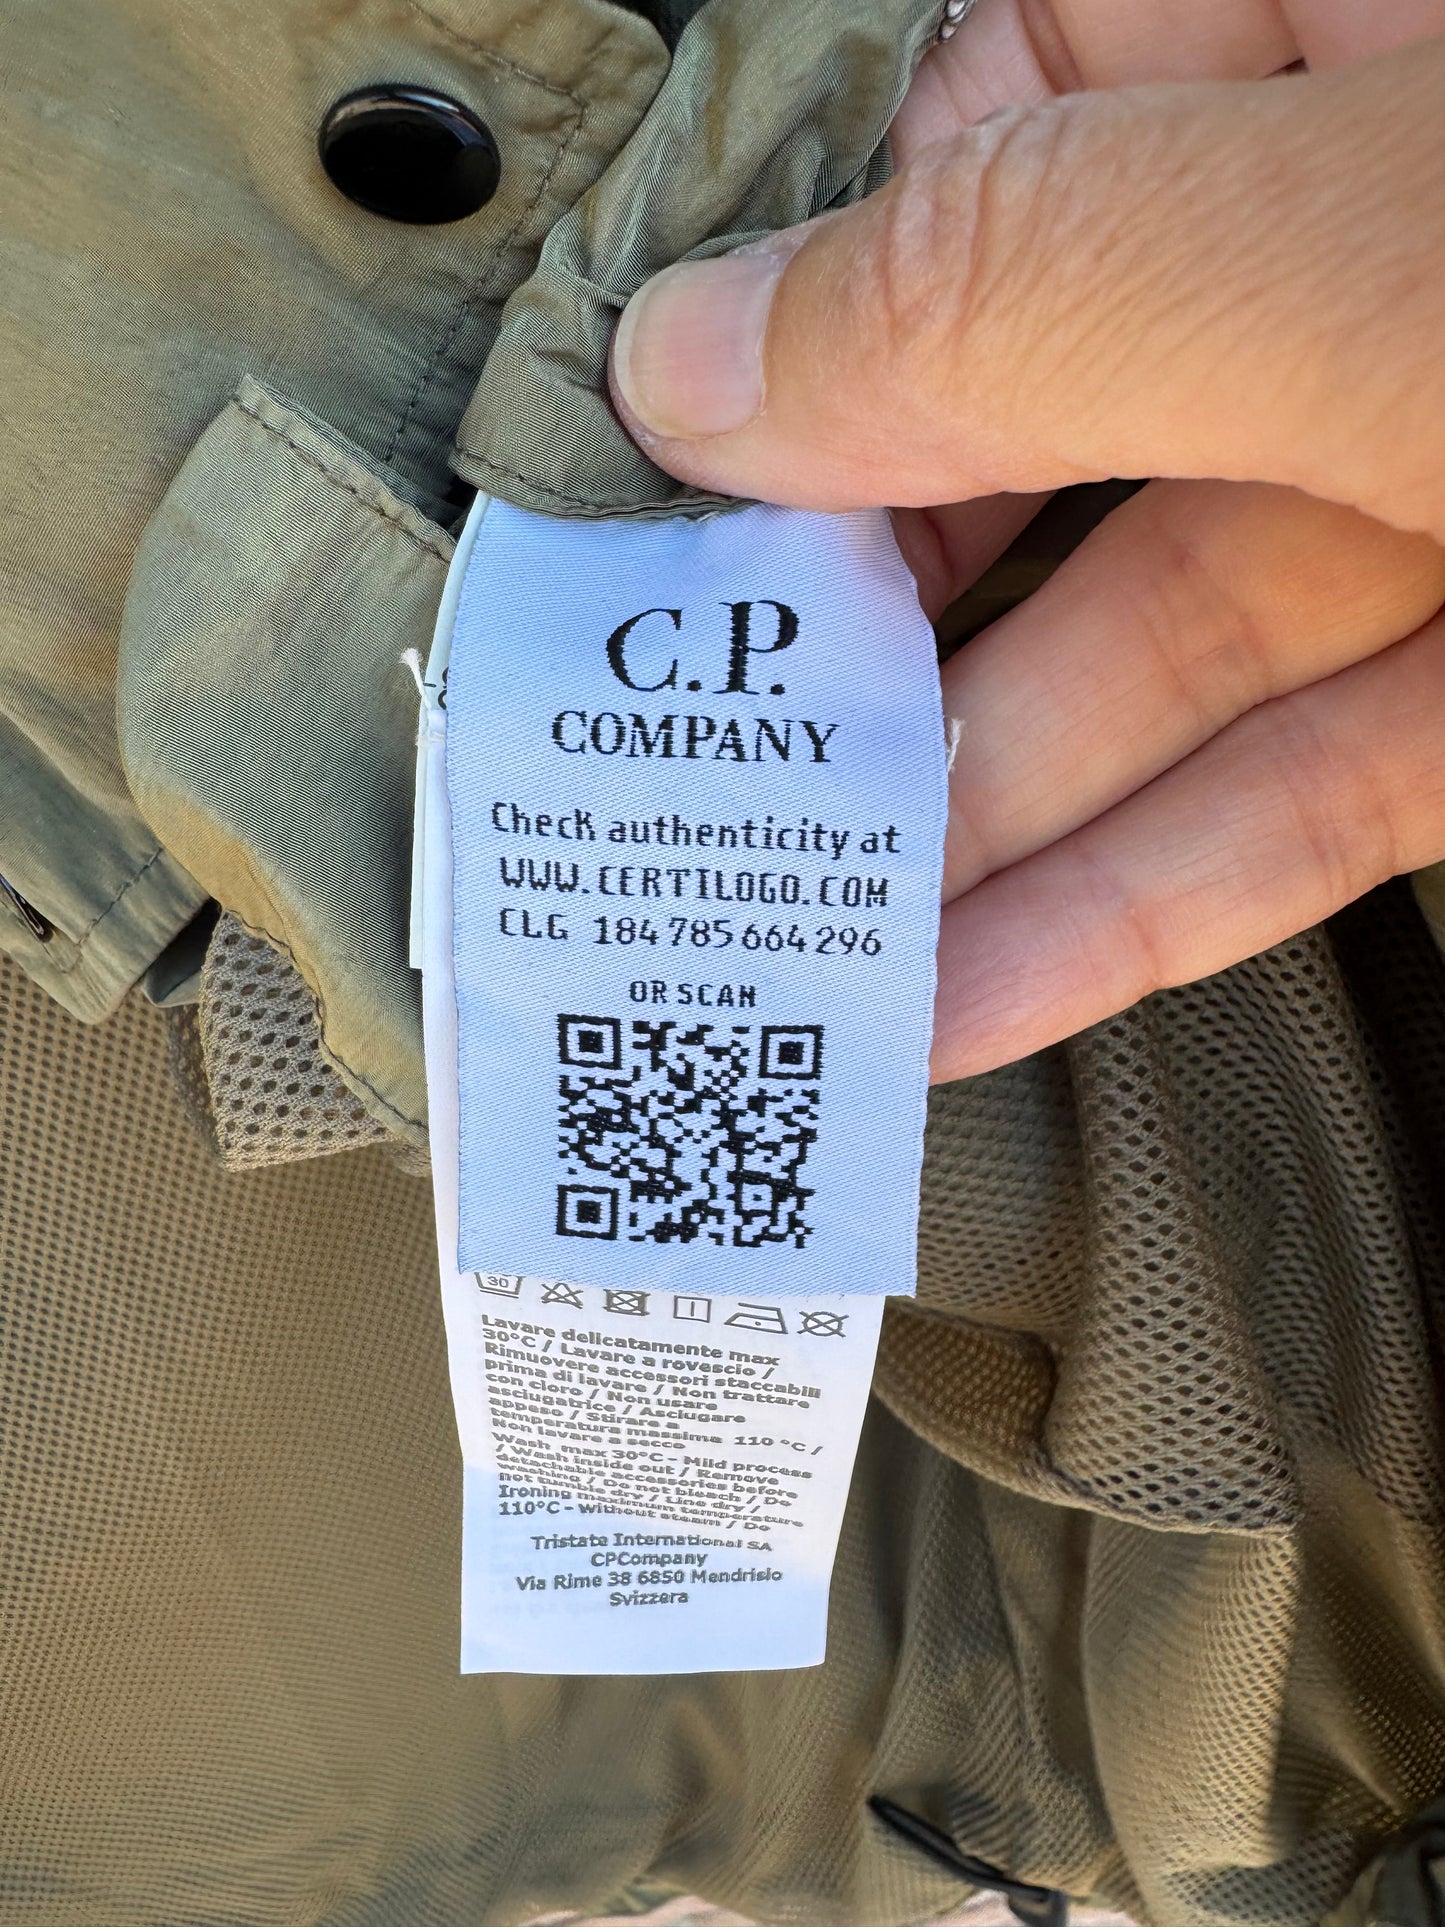 C.P.
COMPANY
Check authenticity at
WWW.CERTILOGO.COM
CLG 184 785 664 296
OR SCAN
30
Lavare delicatamente max
30°C / Lavare a rovescio /
Rimuovere accessori staccabili
prima di lavare / Non trattare
con cloro / Non usare
asciugatrice / Asciugare
appeso / Stirare a
temperatura massima 110 °C /
Non lavare a secco
Wash max 30°C - Mild process
/ Wash inside out / Remove
detachable accessories before
washing / Do not bleach / Do
not tumble dry / Line dry /
Ironing maximum temperature
110°C - Without steam / Do
Tristate International SA
CPCompany
Via Rime 38 6850 Mendrisio
Svizzera